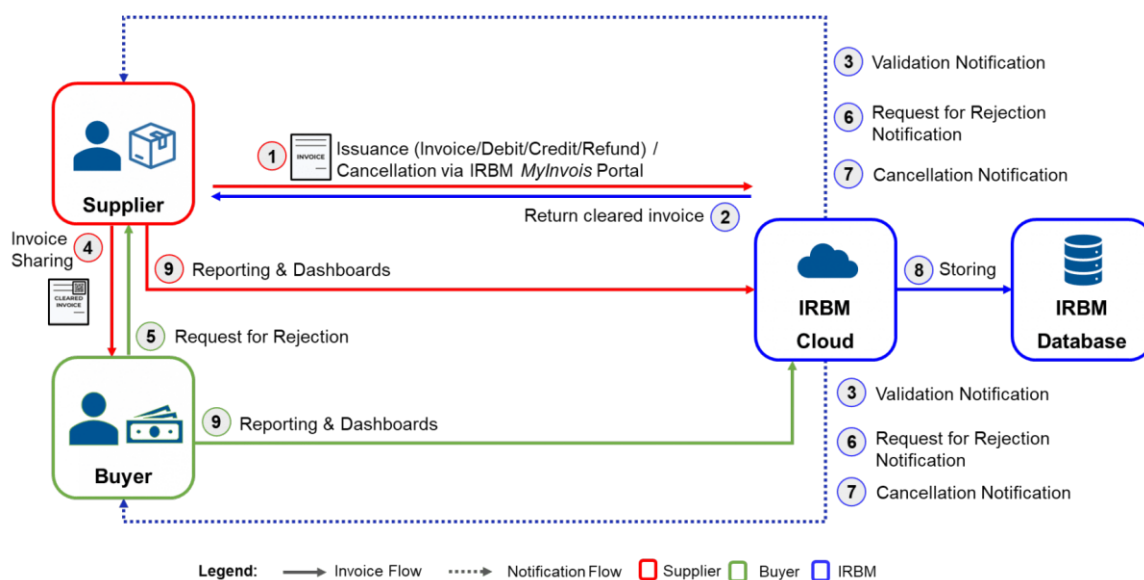 3 Validation Notification
6 Request for Rejection
Notification
7 Cancellation Notification
1 INVOICE Issuance (Invoice/Debit/Credit/Refund) /
Cancellation via IRBM MyInvois Portal
Supplier
Return cleared invoice 2
Invoice
Sharing 4
CLEARED
INVOICE
9 Reporting & Dashboards
8 Storing
IRBM
Cloud
IRBM
Database
5 Request for Rejection
3 Validation Notification
9 Reporting & Dashboards
6 Request for Rejection
Notification
Buyer
7 Cancellation Notification
Legend: Invoice Flow Notification Flow Supplier Buyer IRBM